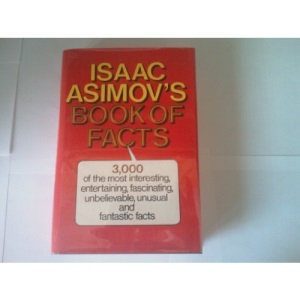 ISAAC
ASIMOV'S
BOOK OF
FACTS
3,000
of the most interesting,
entertaining, fascinating,
unbelievable, unusual
and
fantastic facts